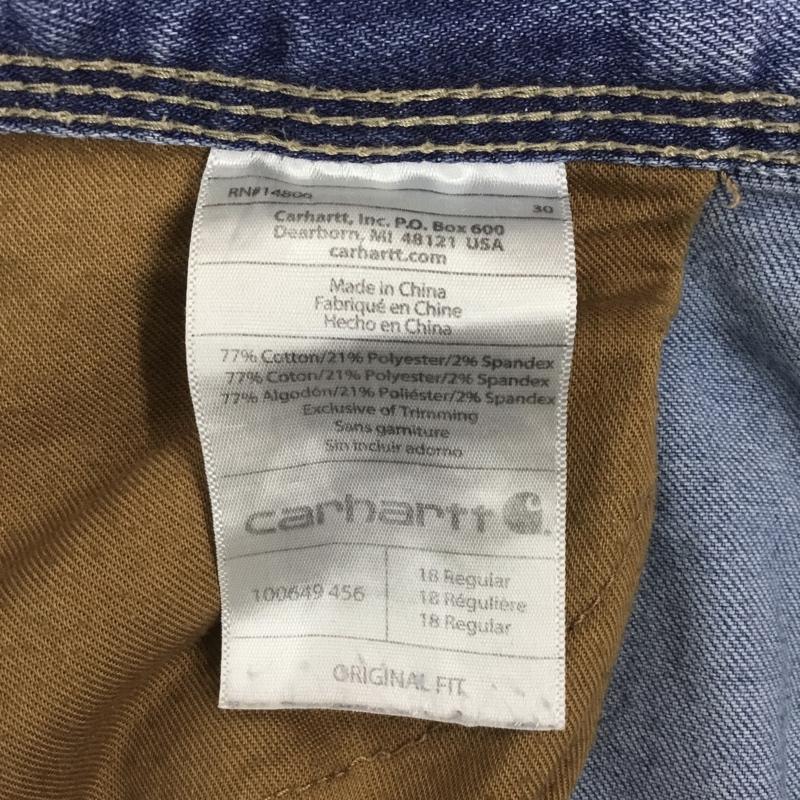 RN#14806 30
Carhartt, Inc. P.O. Box 600
Dearborn, MI 48121 USA
carhartt.com
Made in China
Fabriqué en Chine
Hecho en China
77% Cotton/21% Polyester/2% Spandex
77% Coton/21% Polyester/2% Spandex
77% Algodón/21% Poliéster/2% Spandex
Exclusive of Trimming
Sans garniture
Sin incluir adorno
carhartt
100649 456
18 Regular
18 Régulière
18 Regular
ORIGINAL FIT